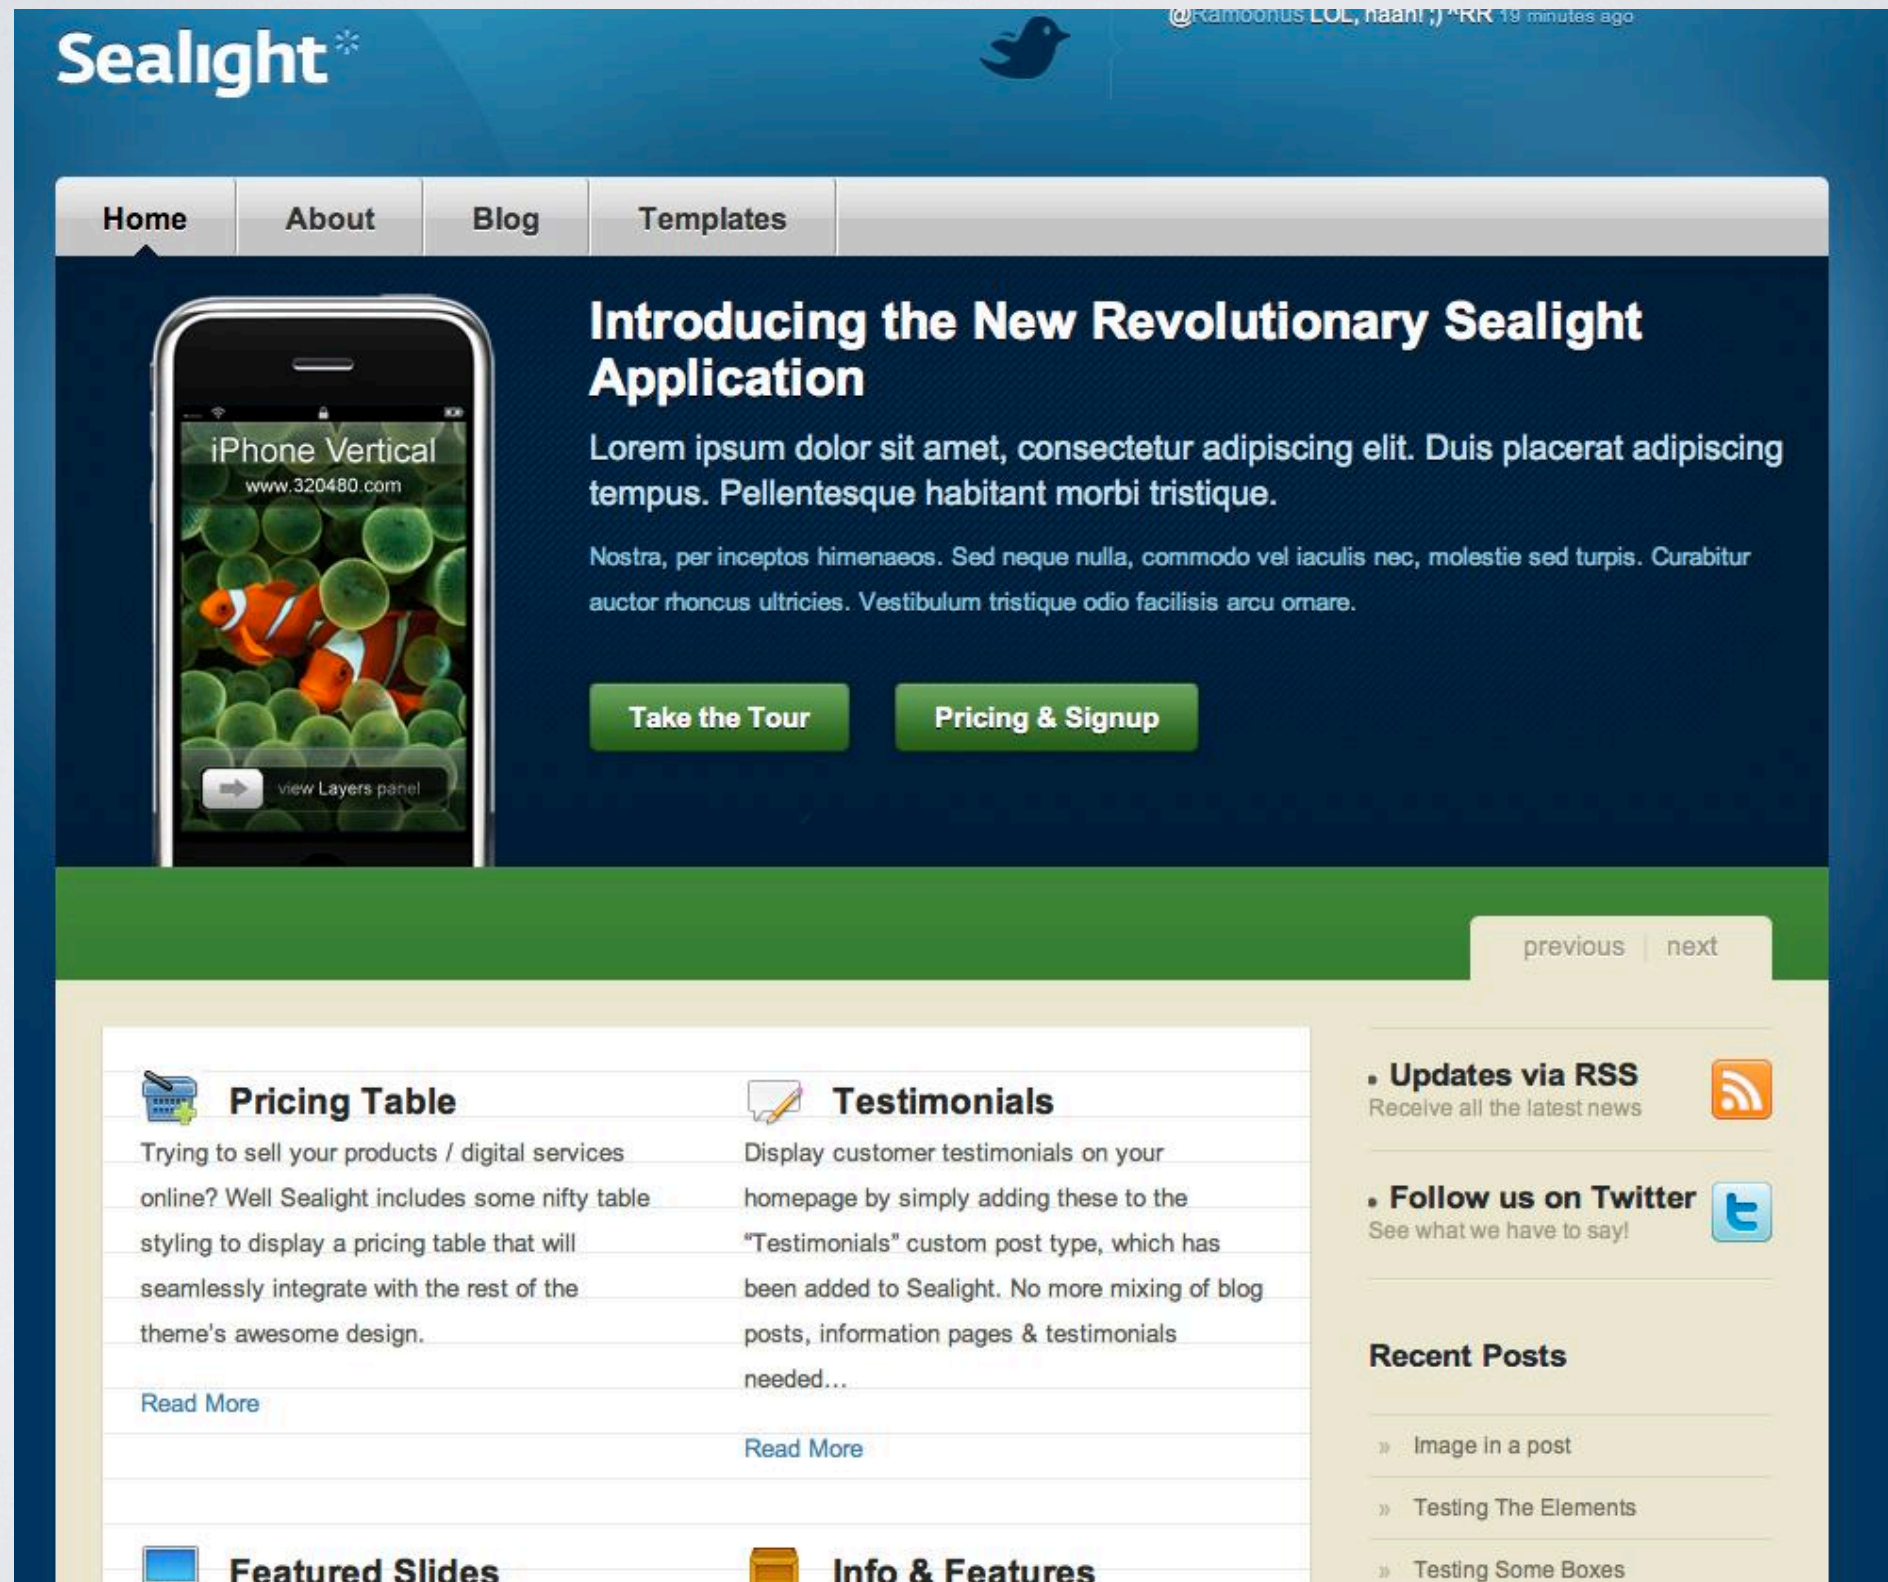 @Ramoonus LOL, haah! ;) ^RR 19 minutes ago
Sealight
Home
About
Blog
Templates
iPhone Vertical
www.320480.com
view Layers panel
Introducing the New Revolutionary Sealight
Application
Lorem ipsum dolor sit amet, consectetur adipiscing elit. Duis placerat adipiscing
tempus. Pellentesque habitant morbi tristique.
Nostra, per inceptos himenaeos. Sed neque nulla, commodo vel iaculis nec, molestie sed turpis. Curabitur
auctor rhoncus ultricies. Vestibulum tristique odio facilisis arcu ornare.
Take the Tour
Pricing & Signup
previous
next
Pricing Table
Trying to sell your products / digital services
online? Well Sealight includes some nifty table
styling to display a pricing table that will
seamlessly integrate with the rest of the
theme's awesome design.
Read More
Testimonials
Display customer testimonials on your
homepage by simply adding these to the
“Testimonials” custom post type, which has
been added to Sealight. No more mixing of blog
posts, information pages & testimonials
needed…
Read More
Featured Slides
Info & Features
Updates via RSS
Receive all the latest news
Follow us on Twitter
See what we have to say!
Recent Posts
» Image in a post
» Testing The Elements
» Testing Some Boxes